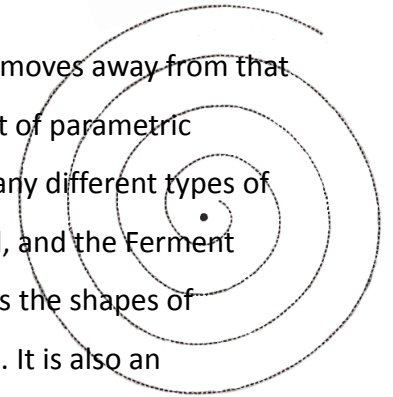 moves away from that
t of parametric
any different types of
, and the Ferment
s the shapes of
. It is also an